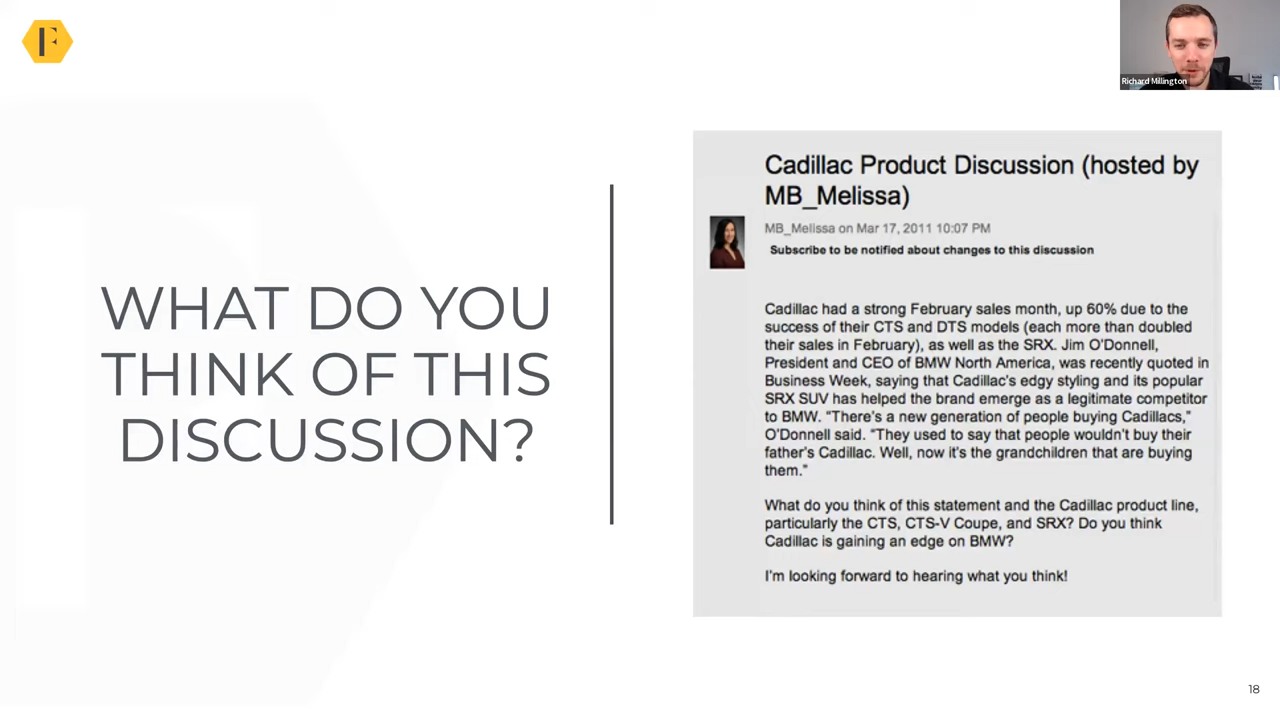 F
Richard Millington
WHAT DO YOU
THINK OF THIS
DISCUSSION?
Cadillac Product Discussion (hosted by
MB_Melissa)
MB_Melissa on Mar 17, 2011 10:07 PM
Subscribe to be notified about changes to this discussion
Cadillac had a strong February sales month, up 60% due to the
success of their CTS and DTS models (each more than doubled
their sales in February), as well as the SRX. Jim O'Donnell,
President and CEO of BMW North America, was recently quoted in
Business Week, saying that Cadillac's edgy styling and its popular
SRX SUV has helped the brand emerge as a legitimate competitor
to BMW. “There's a new generation of people buying Cadillacs,”
O'Donnell said. “They used to say that people wouldn't buy their
father's Cadillac. Well, now it's the grandchildren that are buying
them.”
What do you think of this statement and the Cadillac product line,
particularly the CTS, CTS-V Coupe, and SRX? Do you think
Cadillac is gaining an edge on BMW?
I'm looking forward to hearing what you think!
18